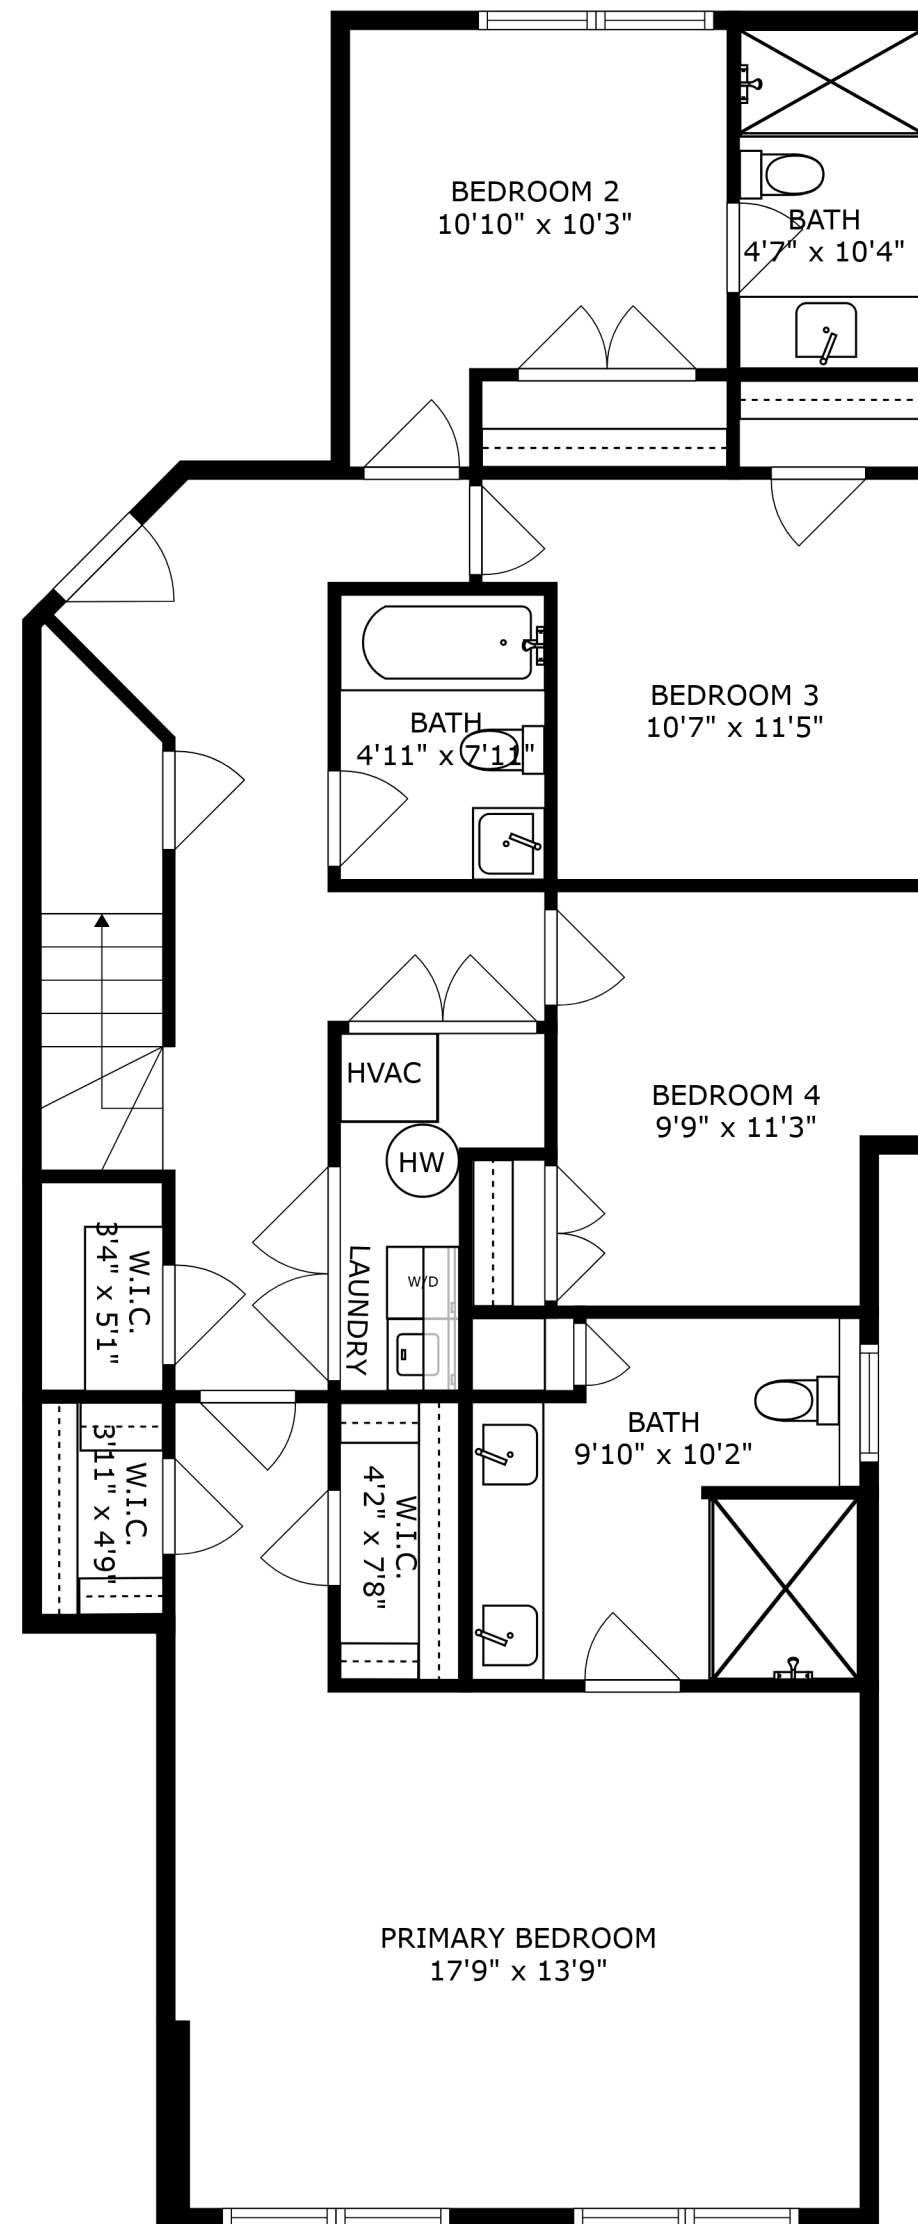 BEDROOM 2
10'10" x 10'3"
BATH
4'7" x 10'4"
BEDROOM 3
10'7" x 11'5"
BATH
4'11" x 7'11"
HVAC
HW
BEDROOM 4
9'9" x 11'3"
W.I.C.
3'4" x 5'1"
LAUNDRY
W/D
W.I.C.
3'11" x 4'9"
W.I.C.
4'2" x 7'8"
BATH
9'10" x 10'2"
PRIMARY BEDROOM
17'9" x 13'9"